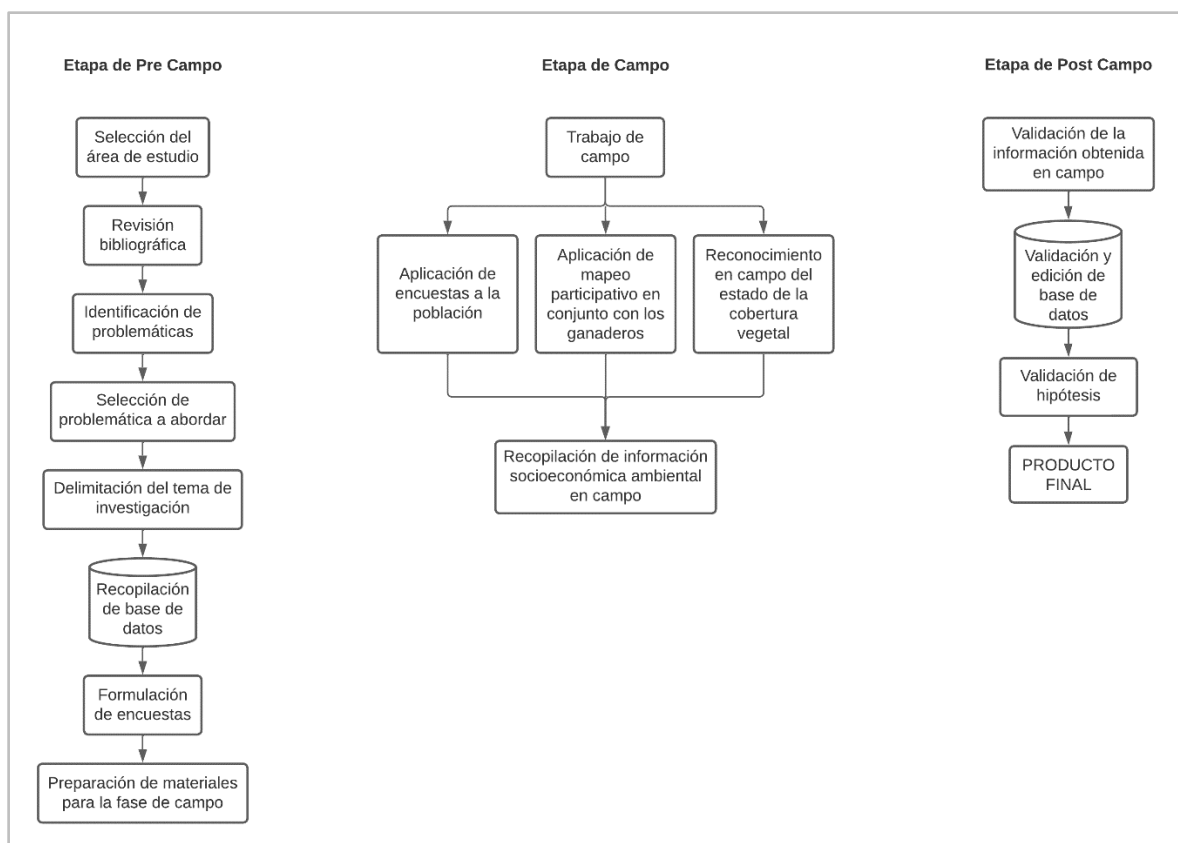 Etapa de Pre Campo
Selección del
área de estudio
Revisión
bibliográfica
Identificación de
problemáticas
Selección de
problemática a abordar
Delimitación del tema de
investigación
Recopilación
de base de
datos
Formulación
de encuestas
Preparación de materiales
para la fase de campo
Etapa de Campo
Trabajo de
campo
Aplicación de
encuestas a la
población
Aplicación de
mapeo
participativo en
conjunto con los
ganaderos
Reconocimiento
en campo del
estado de la
cobertura
vegetal
Recopilación de información
socioeconómica ambiental
en campo
Etapa de Post Campo
Validación de la
información obtenida
en campo
Validación y
edición de
base de
datos
Validación de
hipótesis
PRODUCTO
FINAL